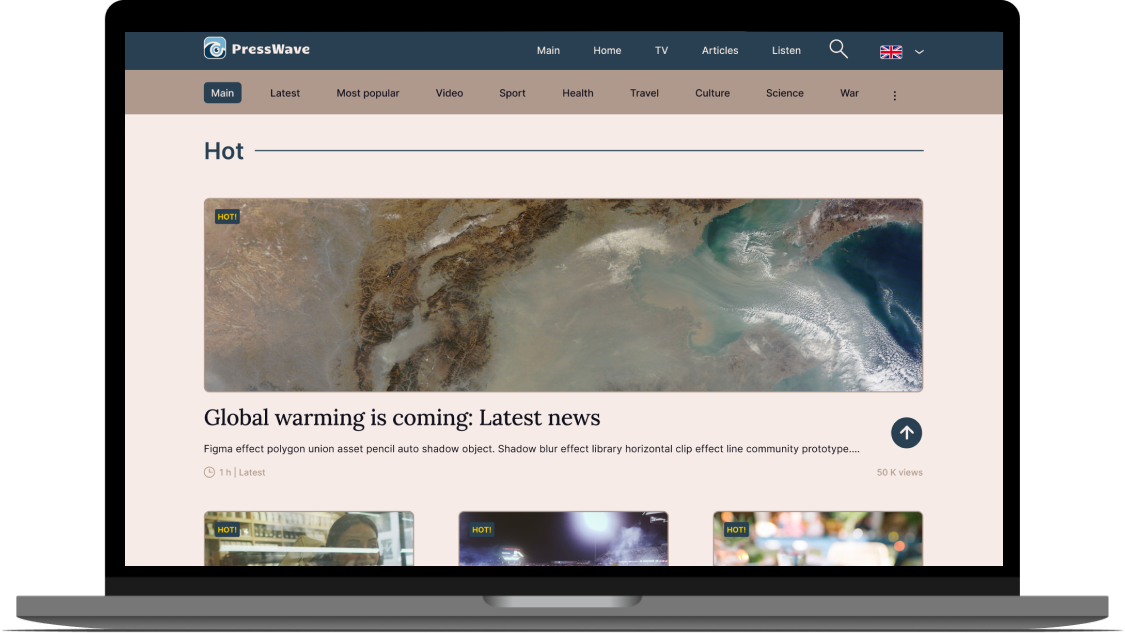 PressWave
Main Home TV Articles Listen
Main Latest Most popular Video Sport Health Travel Culture Science War
Hot
HOT!
Global warming is coming: Latest news
Figma effect polygon union asset pencil auto shadow object. Shadow blur effect library horizontal clip effect line community prototype....
1 h | Latest 50 K views
HOT! HOT! HOT!